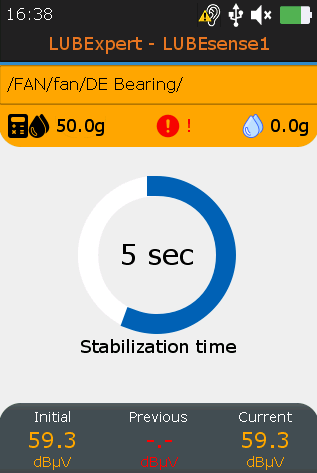 16:38
LUBExpert - LUBEsense1
/FAN/fan/DE Bearing/
50.0g ! ! 0.0g
5 sec
Stabilization time
Initial Previous Current
59.3 -.- 59.3
dBµV dBµV dBµV